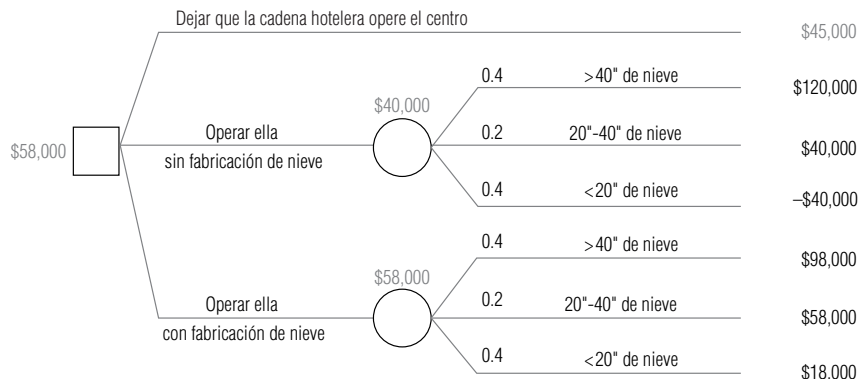 Dejar que la cadena hotelera opere el centro
$45,000
0.4 >40" de nieve
$120,000
$40,000
Operar ella
0.2 20"-40" de nieve
$40,000
$58,000
sin fabricación de nieve
0.4 <20" de nieve
–$40,000
0.4 >40" de nieve
$98,000
$58,000
Operar ella
0.2 20"-40" de nieve
$58,000
con fabricación de nieve
0.4 <20" de nieve
$18,000